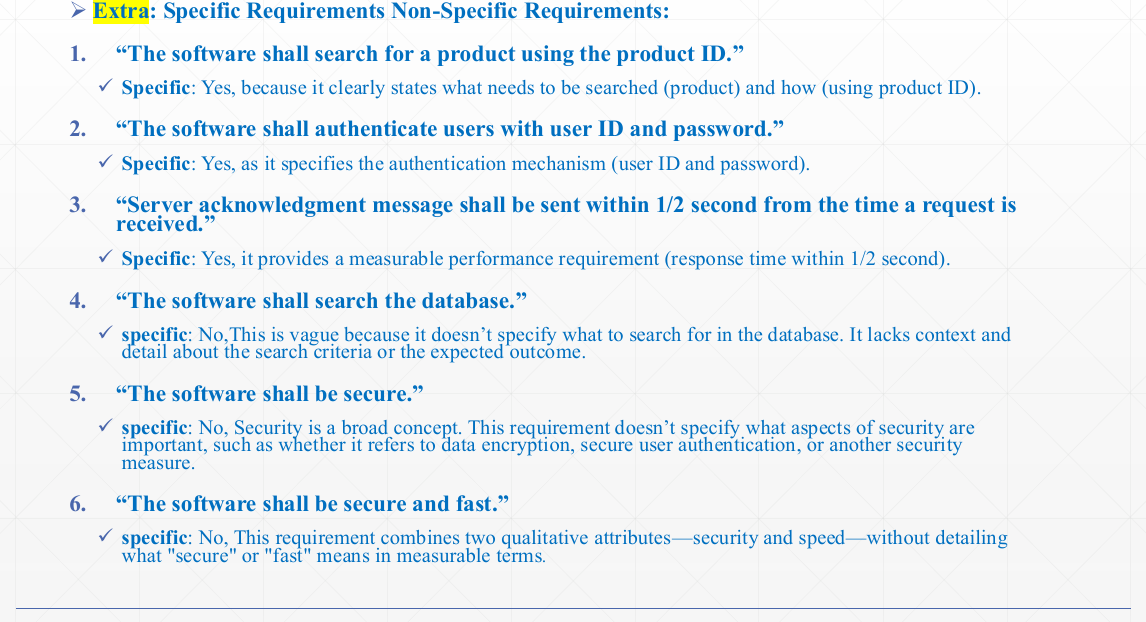 ➢ Extra: Specific Requirements Non-Specific Requirements:
1. “The software shall search for a product using the product ID.”
✓ Specific: Yes, because it clearly states what needs to be searched (product) and how (using product ID).
2. “The software shall authenticate users with user ID and password.”
✓ Specific: Yes, as it specifies the authentication mechanism (user ID and password).
3. “Server acknowledgment message shall be sent within 1/2 second from the time a request is
received.”
✓ Specific: Yes, it provides a measurable performance requirement (response time within 1/2 second).
4. “The software shall search the database.”
✓ specific: No,This is vague because it doesn’t specify what to search for in the database. It lacks context and
detail about the search criteria or the expected outcome.
5. “The software shall be secure.”
✓ specific: No, Security is a broad concept. This requirement doesn’t specify what aspects of security are
important, such as whether it refers to data encryption, secure user authentication, or another security
measure.
6. “The software shall be secure and fast.”
✓ specific: No, This requirement combines two qualitative attributes—security and speed—without detailing
what "secure" or "fast" means in measurable terms.